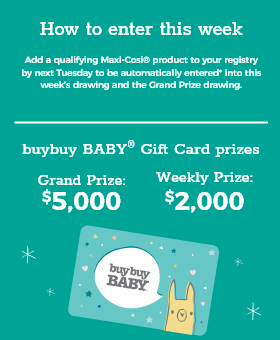 How to enter this week
Add a qualifying Maxi-Cosi® product to your registry
by next Tuesday to be automatically entered* into this
week's drawing and the Grand Prize drawing.
buybuy BABY® Gift Card prizes
Grand Prize:
$5,000
Weekly Prize:
$2,000
buybuy
BABY